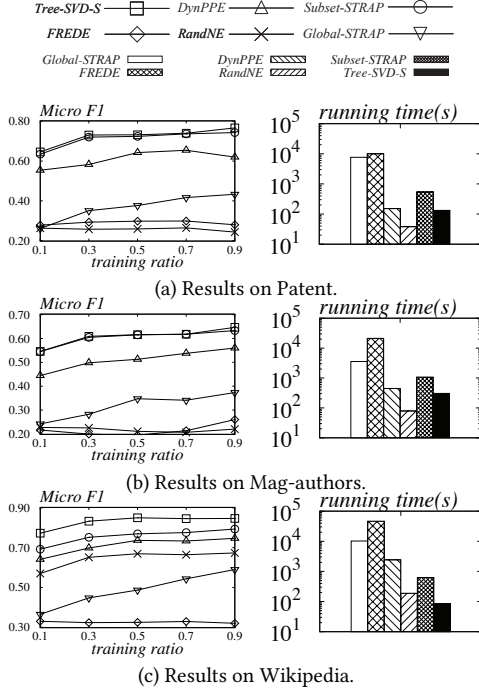 Tree-SVD-S DynPPE Subset-STRAP
FREDE RandNE Global-STRAP
Global-STRAP DynPPE Subset-STRAP
FREDE RandNE Tree-SVD-S
Micro F1
0.80
0.60
0.40
0.20
0.1 0.3 0.5 0.7 0.9
training ratio
running time(s)
10^5
10^4
10^3
10^2
10^1
(a) Results on Patent.
Micro F1
0.70
0.60
0.50
0.40
0.30
0.20
0.1 0.3 0.5 0.7 0.9
training ratio
running time(s)
10^5
10^4
10^3
10^2
10^1
(b) Results on Mag-authors.
Micro F1
0.90
0.70
0.50
0.30
0.1 0.3 0.5 0.7 0.9
training ratio
running time(s)
10^5
10^4
10^3
10^2
10^1
(c) Results on Wikipedia.